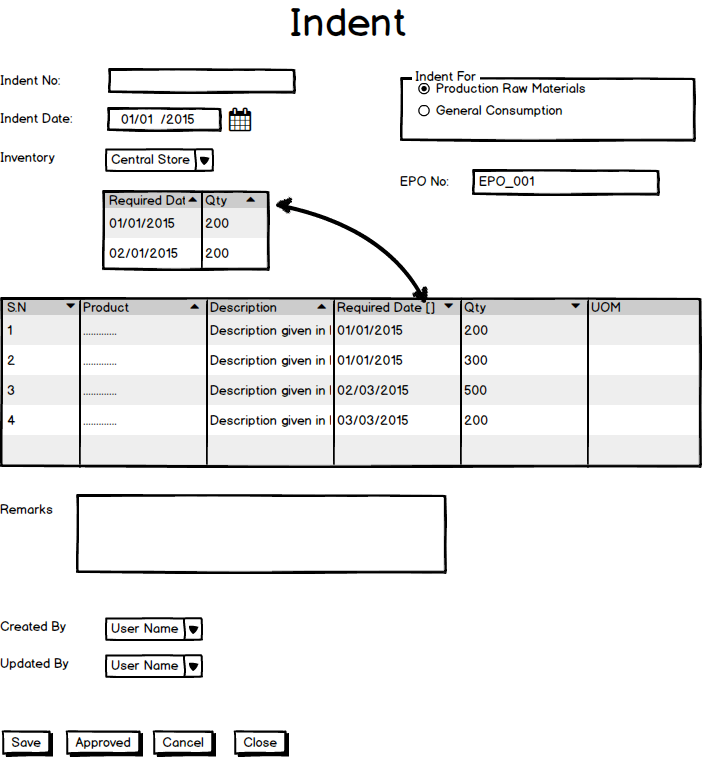 Indent
Indent No:
Indent For
Production Raw Materials
General Consumption
Indent Date: 01/01 /2015
Inventory Central Store
EPO No: EPO_001
Required Dat Qty
01/01/2015 200
02/01/2015 200
S.N Product Description Required Date [] Qty UOM
1 ............. Description given in 01/01/2015 200
2 ............. Description given in 01/01/2015 300
3 ............. Description given in 02/03/2015 500
4 ............. Description given in 03/03/2015 200
Remarks
Created By User Name
Updated By User Name
Save Approved Cancel Close